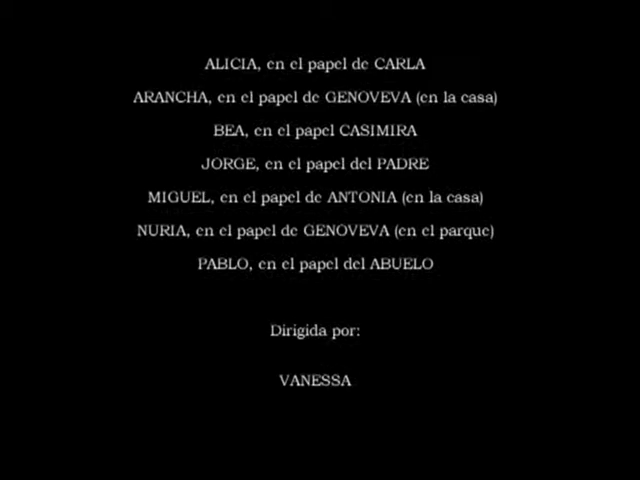 ALICIA, en el papel de CARLA
ARANCHA, en el papel de GENOVEVA (en la casa)
BEA, en el papel CASIMIRA
JORGE, en el papel del PADRE
MIGUEL, en el papel de ANTONIA (en la casa)
NURIA, en el papel de GENOVEVA (en el parque)
PABLO, en el papel del ABUELO
Dirigida por:
VANESSA